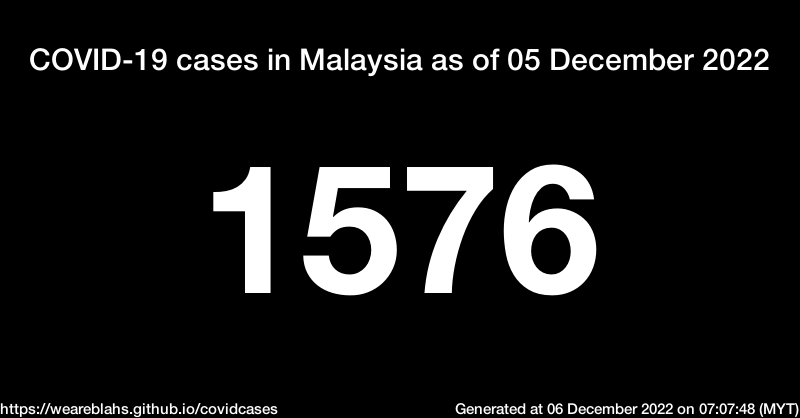 COVID-19 cases in Malaysia as of 05 December 2022
1576
https://weareblahs.github.io/covidcases
Generated at 06 December 2022 on 07:07:48 (MYT)